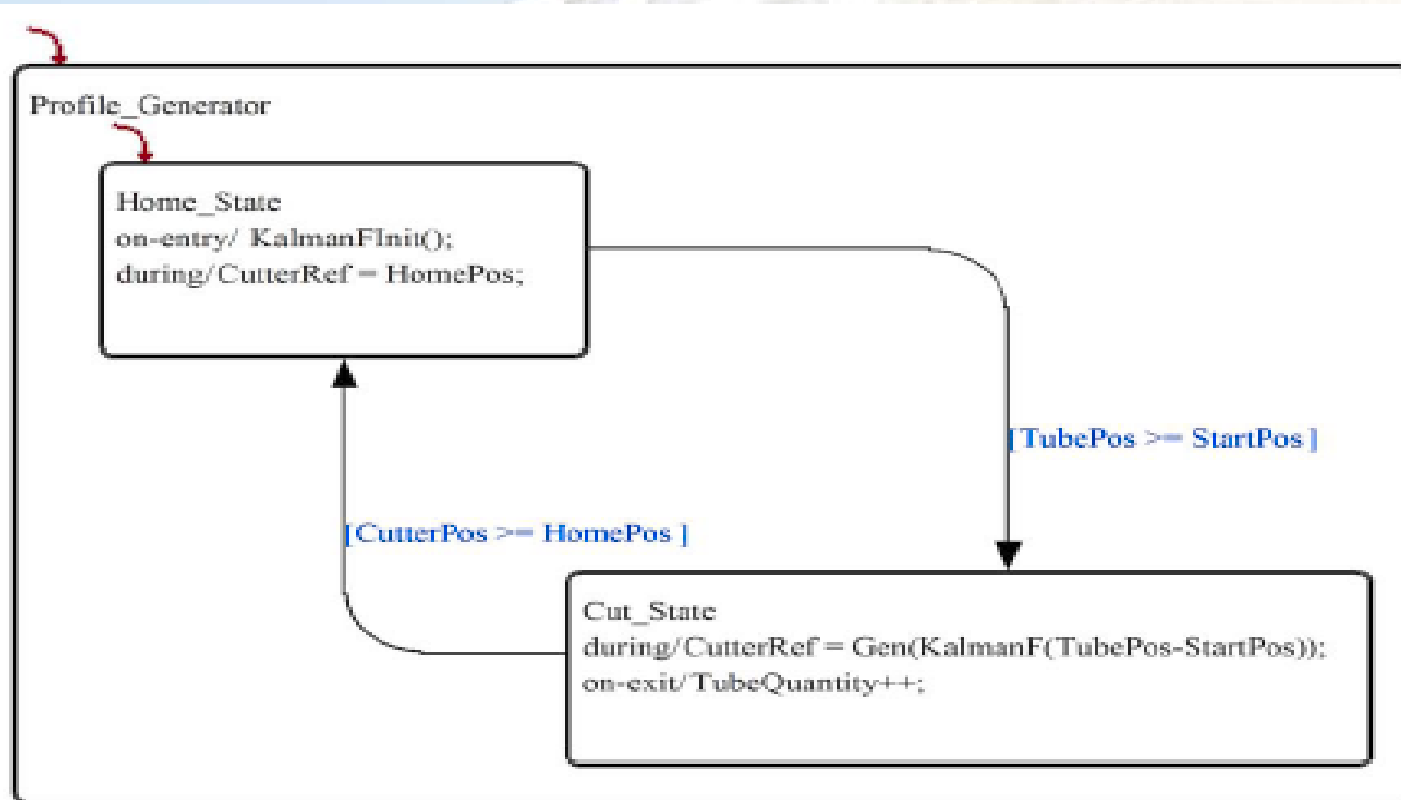 Profile_Generator
Home_State
on-entry/ KalmanFInit();
during/CutterRef = HomePos;
[TubePos >= StartPos ]
[CutterPos >= HomePos ]
Cut_State
during/CutterRef = Gen(KalmanF(TubePos-StartPos));
on-exit/TubeQuantity++;